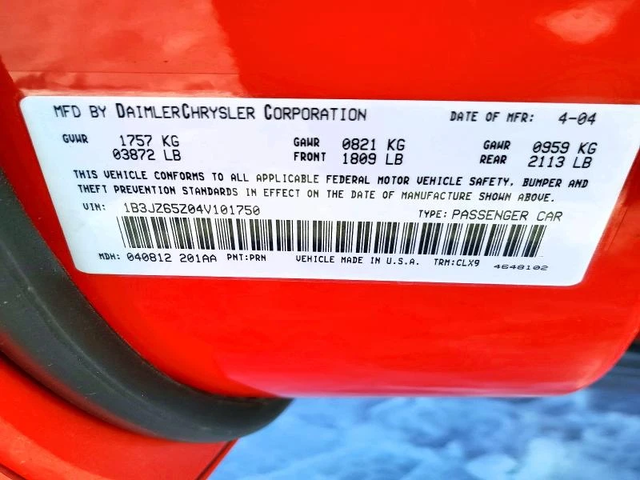 MFD BY DAIMLERCHRYSLER CORPORATION DATE OF MFR: 4-04
GVWR 1757 KG GAWR 0821 KG GAWR 0959 KG
03872 LB FRONT 1809 LB REAR 2113 LB
THIS VEHICLE CONFORMS TO ALL APPLICABLE FEDERAL MOTOR VEHICLE SAFETY, BUMPER AND
THEFT PREVENTION STANDARDS IN EFFECT ON THE DATE OF MANUFACTURE SHOWN ABOVE.
VIN: 1B3JZ65Z04V101750 TYPE: PASSENGER CAR
MDH: 040812 201AA PNT:PRN VEHICLE MADE IN U.S.A. TRM:CLX9 4648102